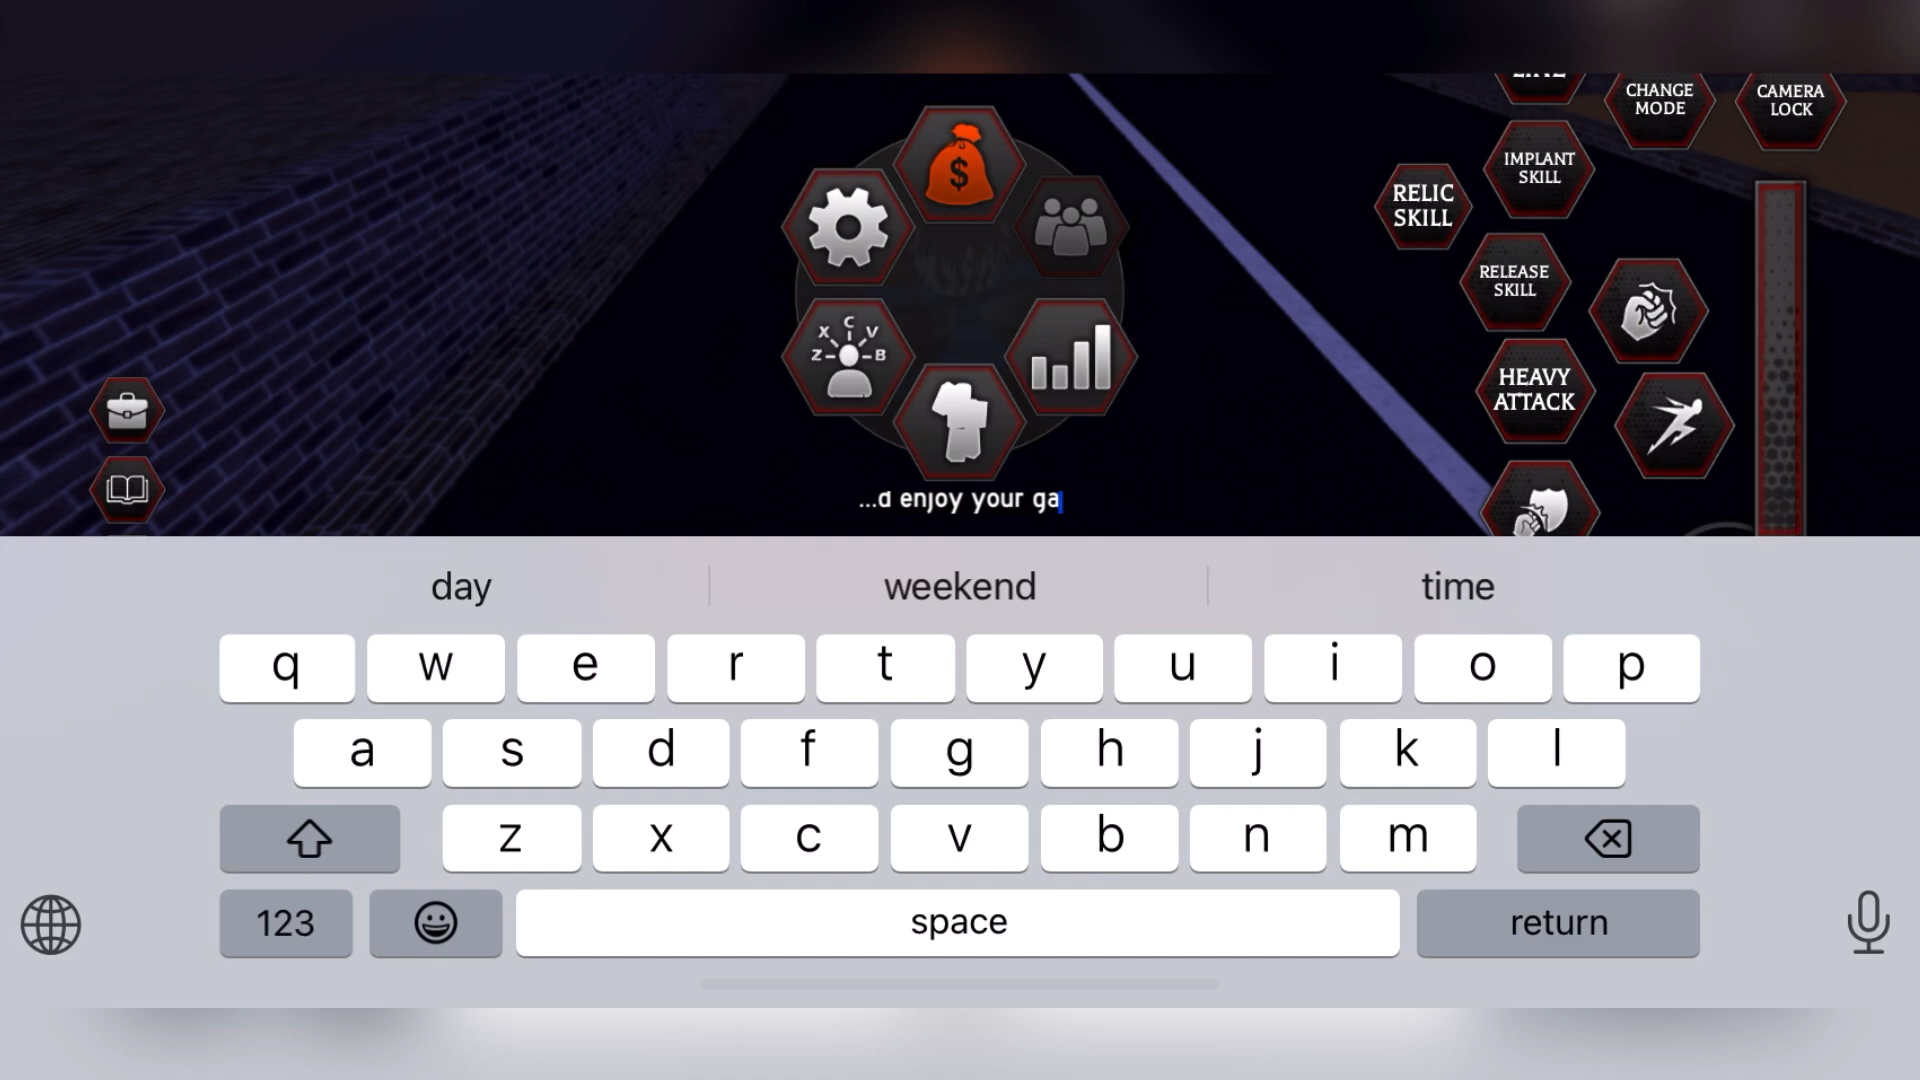 CHANGE
MODE
CAMERA
LOCK
IMPLANT
SKILL
RELIC
SKILL
RELEASE
SKILL
$
X C V
Z B
HEAVY
ATTACK
...d enjoy your ga
day weekend time
q w e r t y u i o p
a s d f g h j k l
z x c v b n m
123 space return